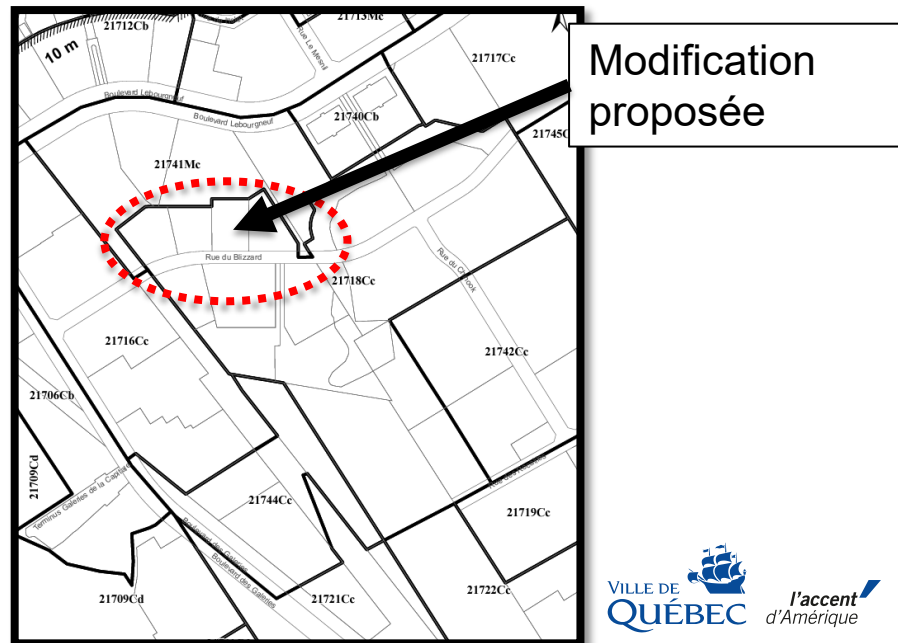 21712Cb
21713Mc
10 m
Rue Le Mesnil
21717Cc
Modification
proposée
Boulevard Lebourgneuf
Boulevard Lebourgneuf
21740Cb
21745C
21741Mc
Rue du Blizzard
Rue du Chinook
21718Cc
21716Cc
21742Cc
21706Cb
21709Cd
Terminus Galeries de la Capitale
21744Cc
21719Cc
Boulevard des Galeries
Boulevard des Galeries
21709Cd
21721Cc
21722Cc
VILLE DE
QUÉBEC
l'accent
d'Amérique